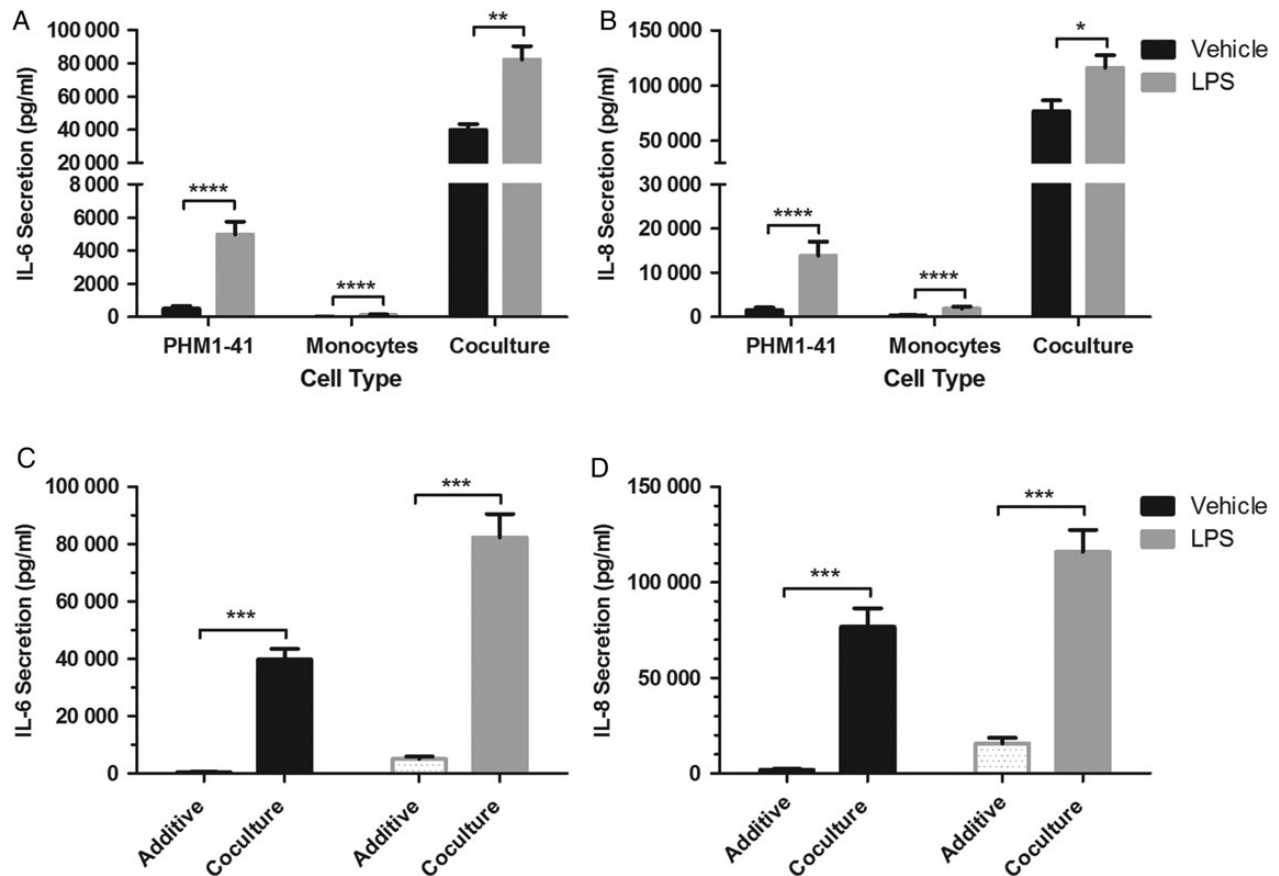 A
IL-6 Secretion (pg/ml)
100 000
80 000
60 000
40 000
20 000
8 000
6000
4000
2000
0
****
****
**
PHM1-41 Monocytes Coculture
Cell Type
B
IL-8 Secretion (pg/ml)
150 000
100 000
50 000
30 000
20 000
10 000
0
****
****
*
PHM1-41 Monocytes Coculture
Cell Type
Vehicle
LPS
C
IL-6 Secretion (pg/ml)
100 000
80 000
60 000
40 000
20 000
0
***
***
Additive Coculture Additive Coculture
D
IL-8 Secretion (pg/ml)
150 000
100 000
50 000
0
***
***
Additive Coculture Additive Coculture
Vehicle
LPS